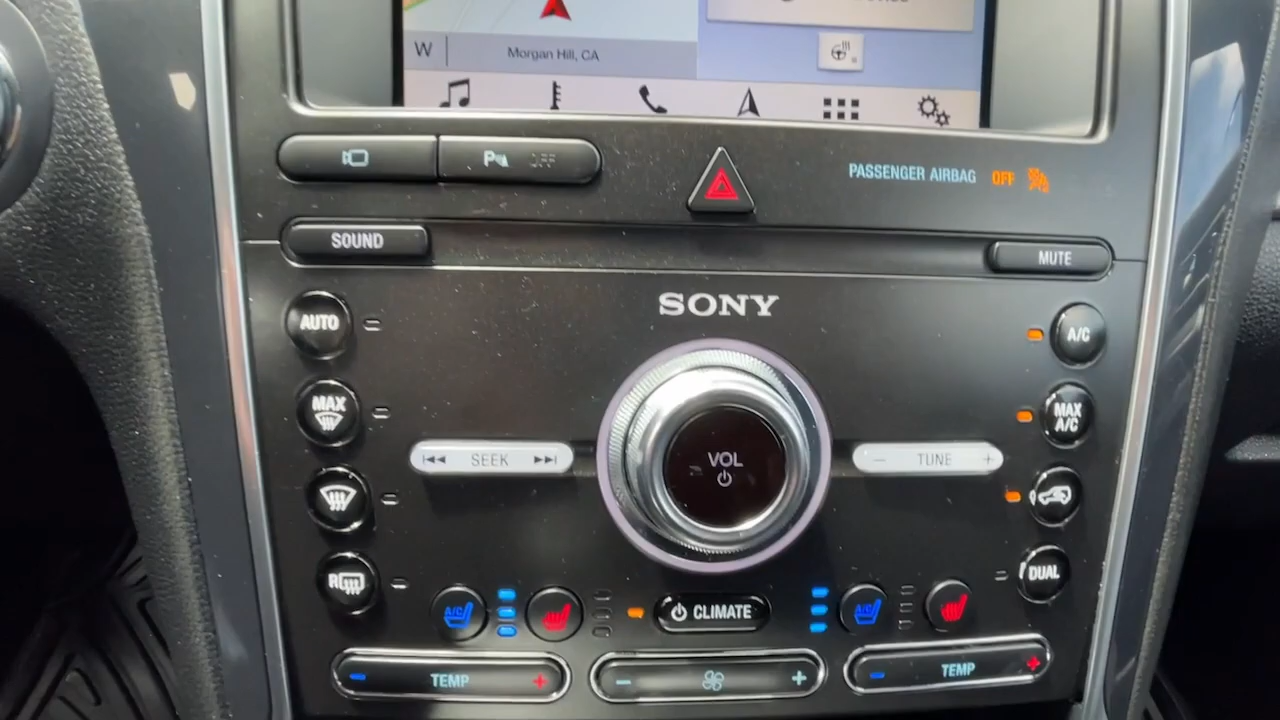 W
Morgan Hill, CA
P OFF
PASSENGER AIRBAG OFF
SOUND
MUTE
SONY
AUTO
A/C
MAX
MAX
A/C
VOL
SEEK
− TUNE +
R
DUAL
A/C
CLIMATE
A/C
− TEMP +
− +
− TEMP +